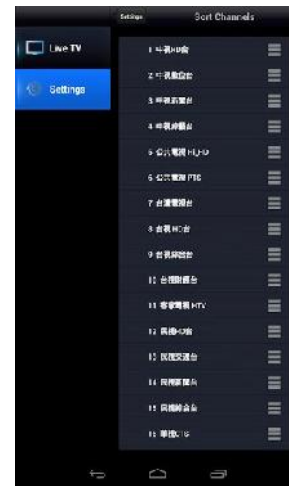 Settings
Sort Channels
Live TV
Settings
1 中視HD台
2 中視數位台
3 中視新聞台
4 中視綜藝台
5 公共電視 HI_HD
6 公共電視 PTS
7 台灣電視台
8 台視 HD台
9 台視綜合台
10 台視財經台
11 客家電視 HTV
12 民視HD台
13 民視交通台
14 民視新聞台
15 民視綜合台
16 華視CTS